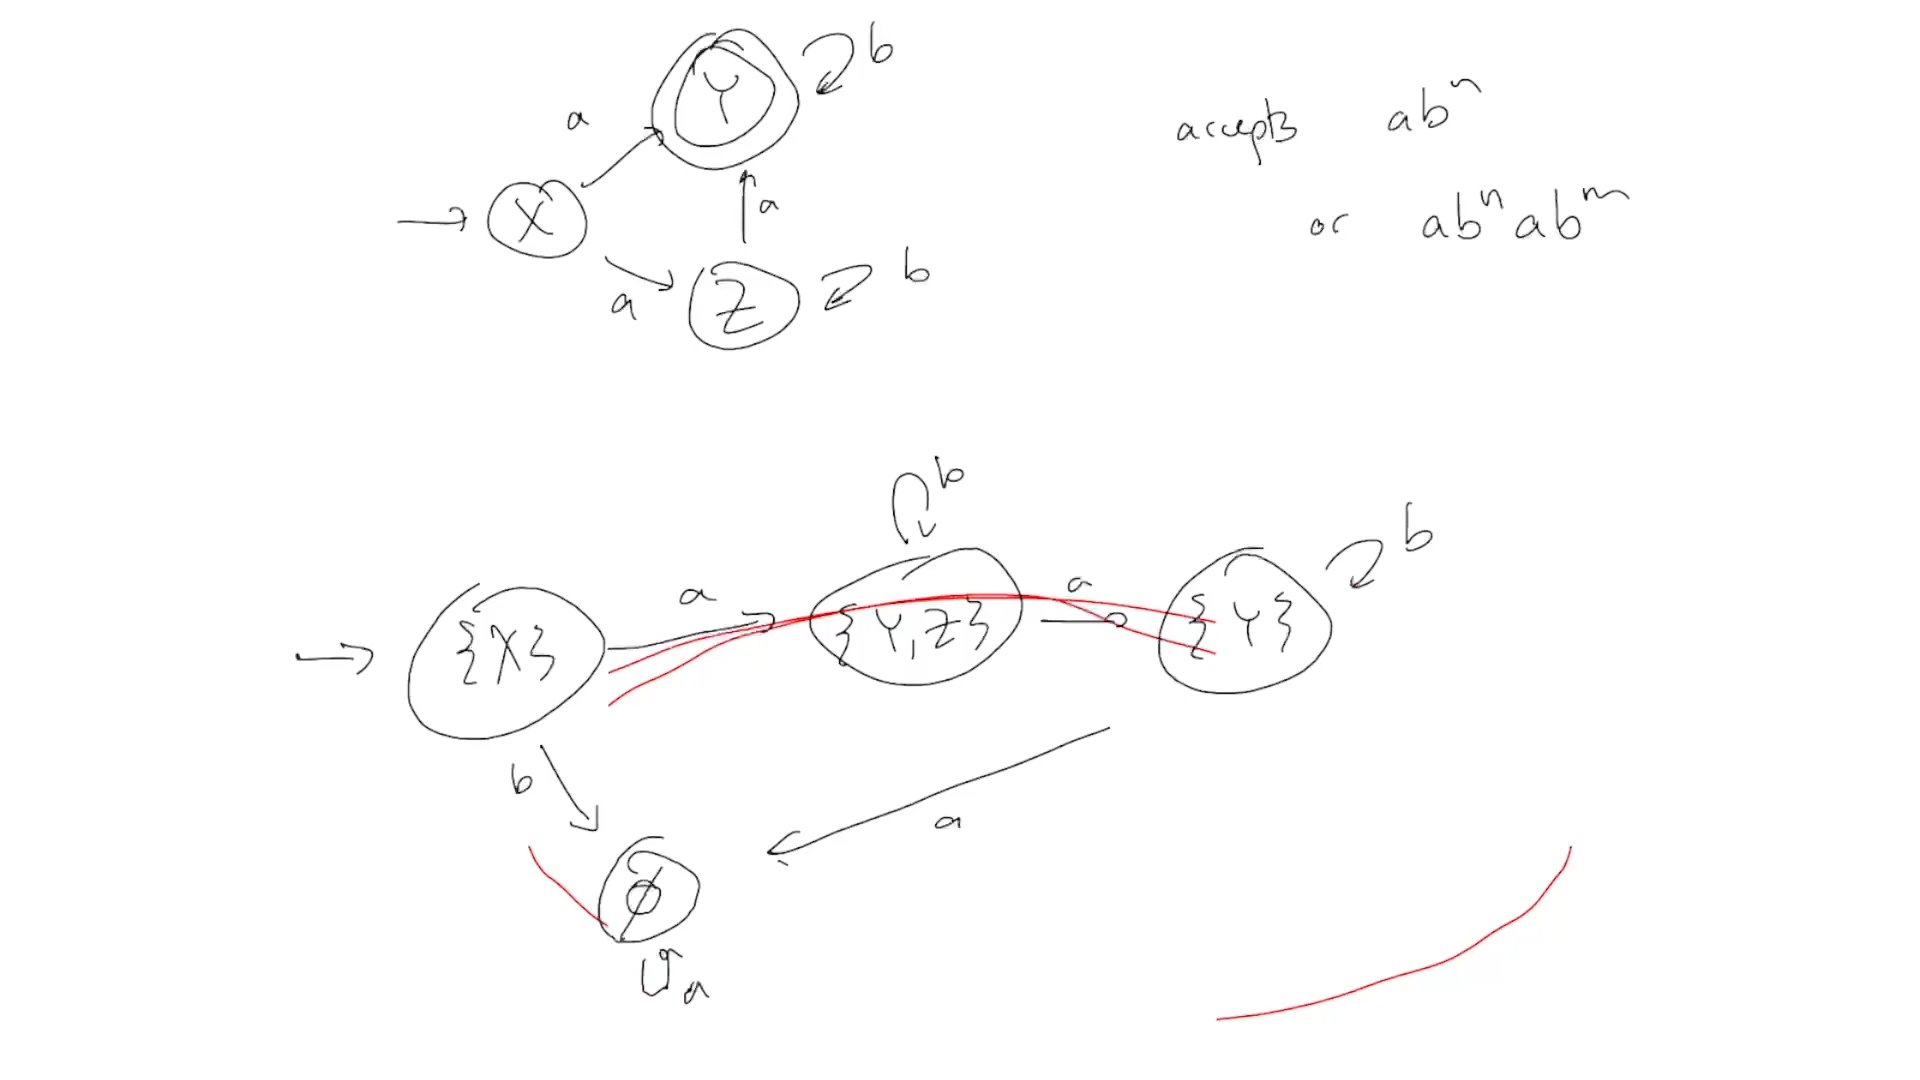 Y b
a
accepts ab^n
X
a
or ab^n ab^m
a
Z b
b
b
a
a
{X}
{Y,Z}
{Y}
b
a
∅
a